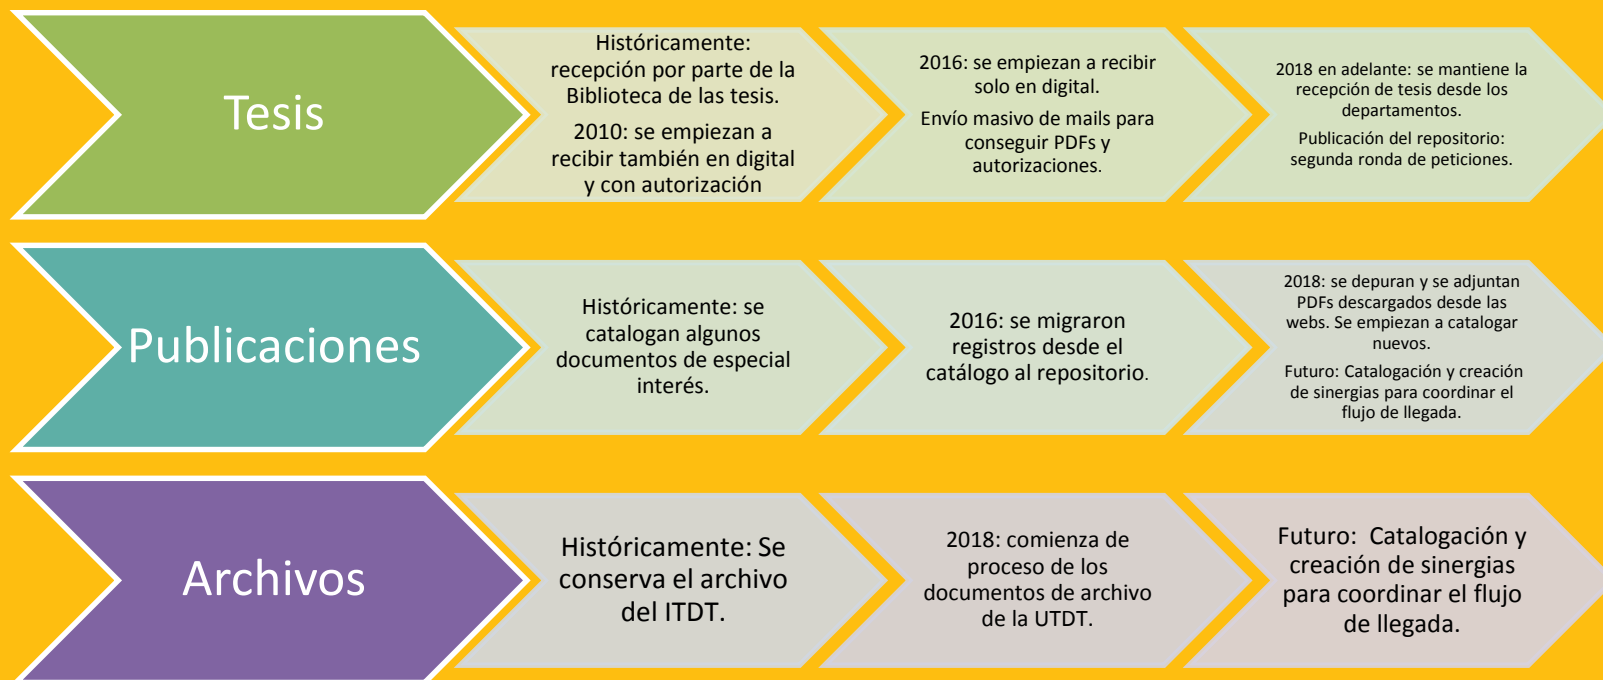 Tesis
Históricamente:
recepción por parte de la
Biblioteca de las tesis.
2010: se empiezan a
recibir también en digital
y con autorización
2016: se empiezan a recibir
solo en digital.
Envío masivo de mails para
conseguir PDFs y
autorizaciones.
2018 en adelante: se mantiene la
recepción de tesis desde los
departamentos.
Publicación del repositorio:
segunda ronda de peticiones.
Publicaciones
Históricamente: se
catalogan algunos
documentos de especial
interés.
2016: se migraron
registros desde el
catálogo al repositorio.
2018: se depuran y se adjuntan
PDFs descargados desde las
webs. Se empiezan a catalogar
nuevos.
Futuro: Catalogación y creación
de sinergias para coordinar el
flujo de llegada.
Archivos
Históricamente: Se
conserva el archivo
del ITDT.
2018: comienza de
proceso de los
documentos de archivo
de la UTDT.
Futuro: Catalogación y
creación de sinergias
para coordinar el flujo
de llegada.